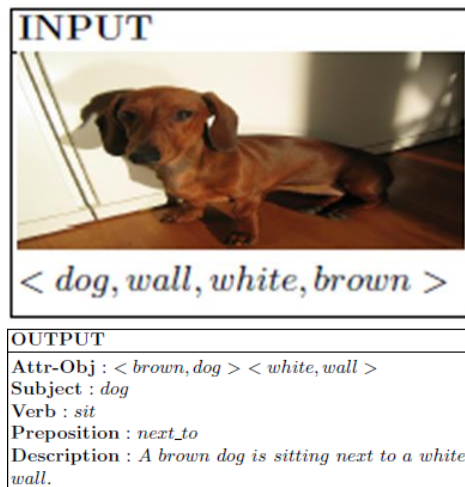 INPUT
< dog, wall, white, brown >
OUTPUT
Attr-Obj : < brown, dog > < white, wall >
Subject : dog
Verb : sit
Preposition : next_to
Description : A brown dog is sitting next to a white
wall.